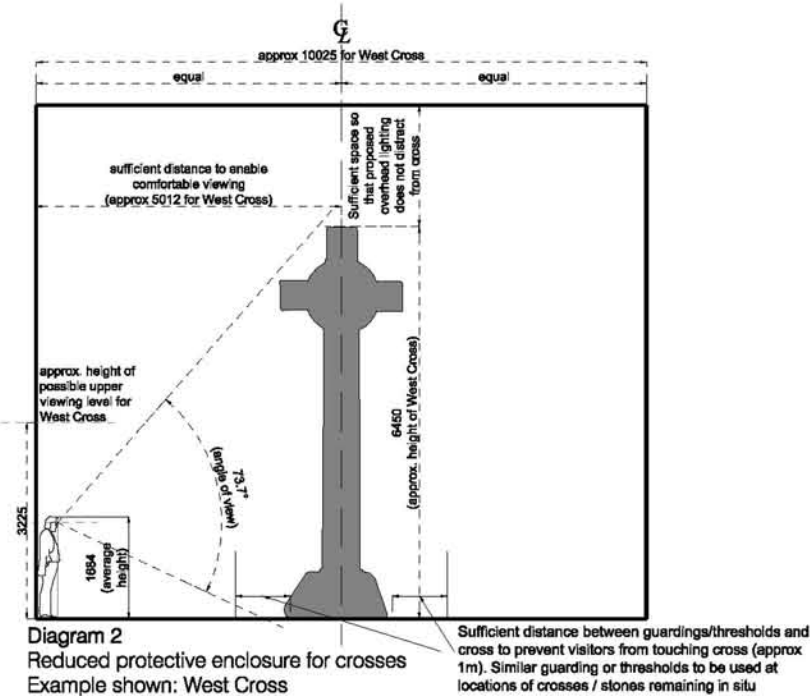 ℄
approx 10025 for West Cross
equal
equal
sufficient distance to enable
comfortable viewing
(approx 5012 for West Cross)
Sufficient space so
that proposed
overhead lighting
does not distract
from cross
approx. height of
possible upper
viewing level for
West Cross
73.7°
(angle of view)
6450
(approx. height of West Cross)
3225
1684
(average
height)
Diagram 2
Reduced protective enclosure for crosses
Example shown: West Cross
Sufficient distance between guardings/thresholds and
cross to prevent visitors from touching cross (approx
1m). Similar guarding or thresholds to be used at
locations of crosses / stones remaining in situ